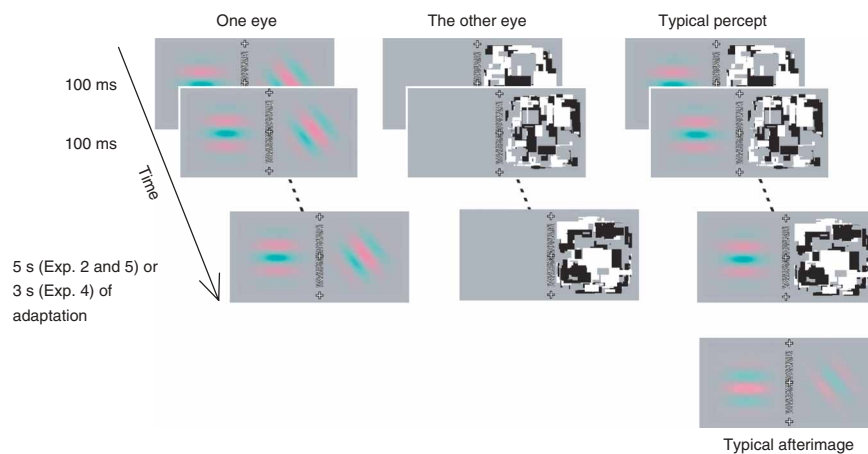 One eye
The other eye
Typical percept
100 ms
100 ms
Time
5 s (Exp. 2 and 5) or
3 s (Exp. 4) of
adaptation
Typical afterimage